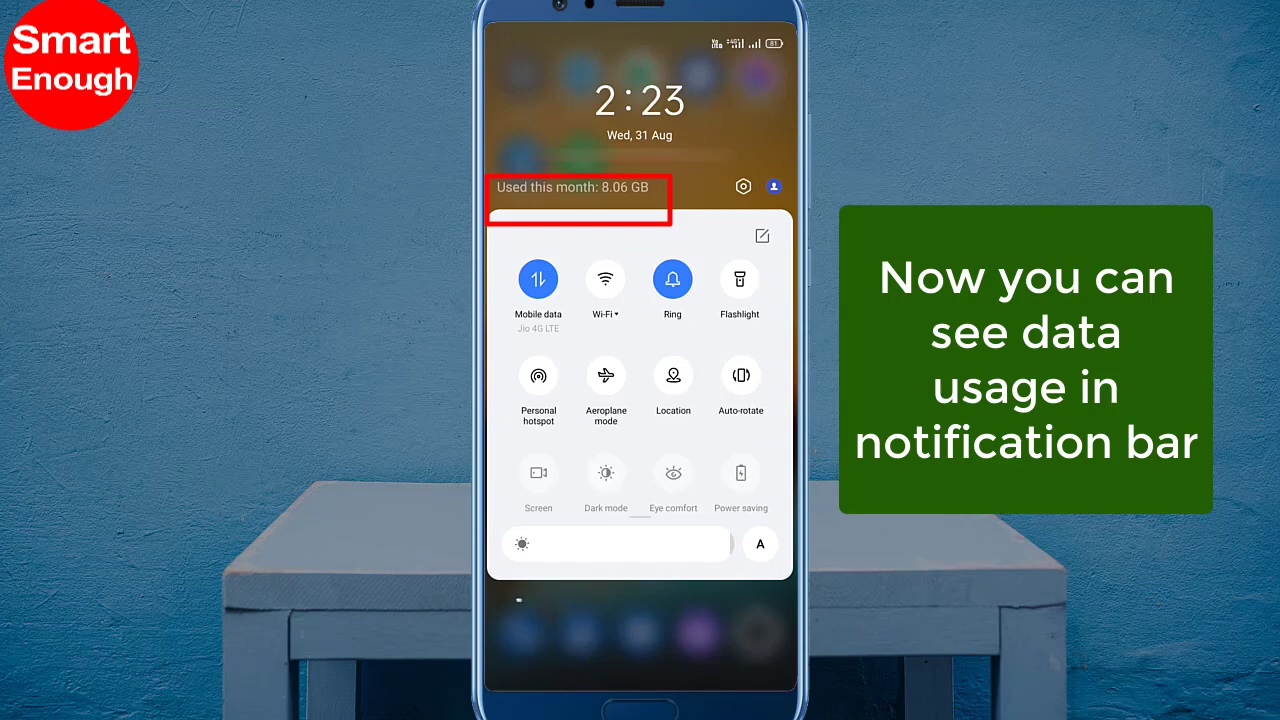 Smart
Enough
81
2:23
Wed, 31 Aug
Used this month: 8.06 GB
Mobile data
Jio 4G LTE
Wi-Fi
Ring
Flashlight
Personal
hotspot
Aeroplane
mode
Location
Auto-rotate
Screen
Dark mode
Eye comfort
Power saving
A
Now you can
see data
usage in
notification bar